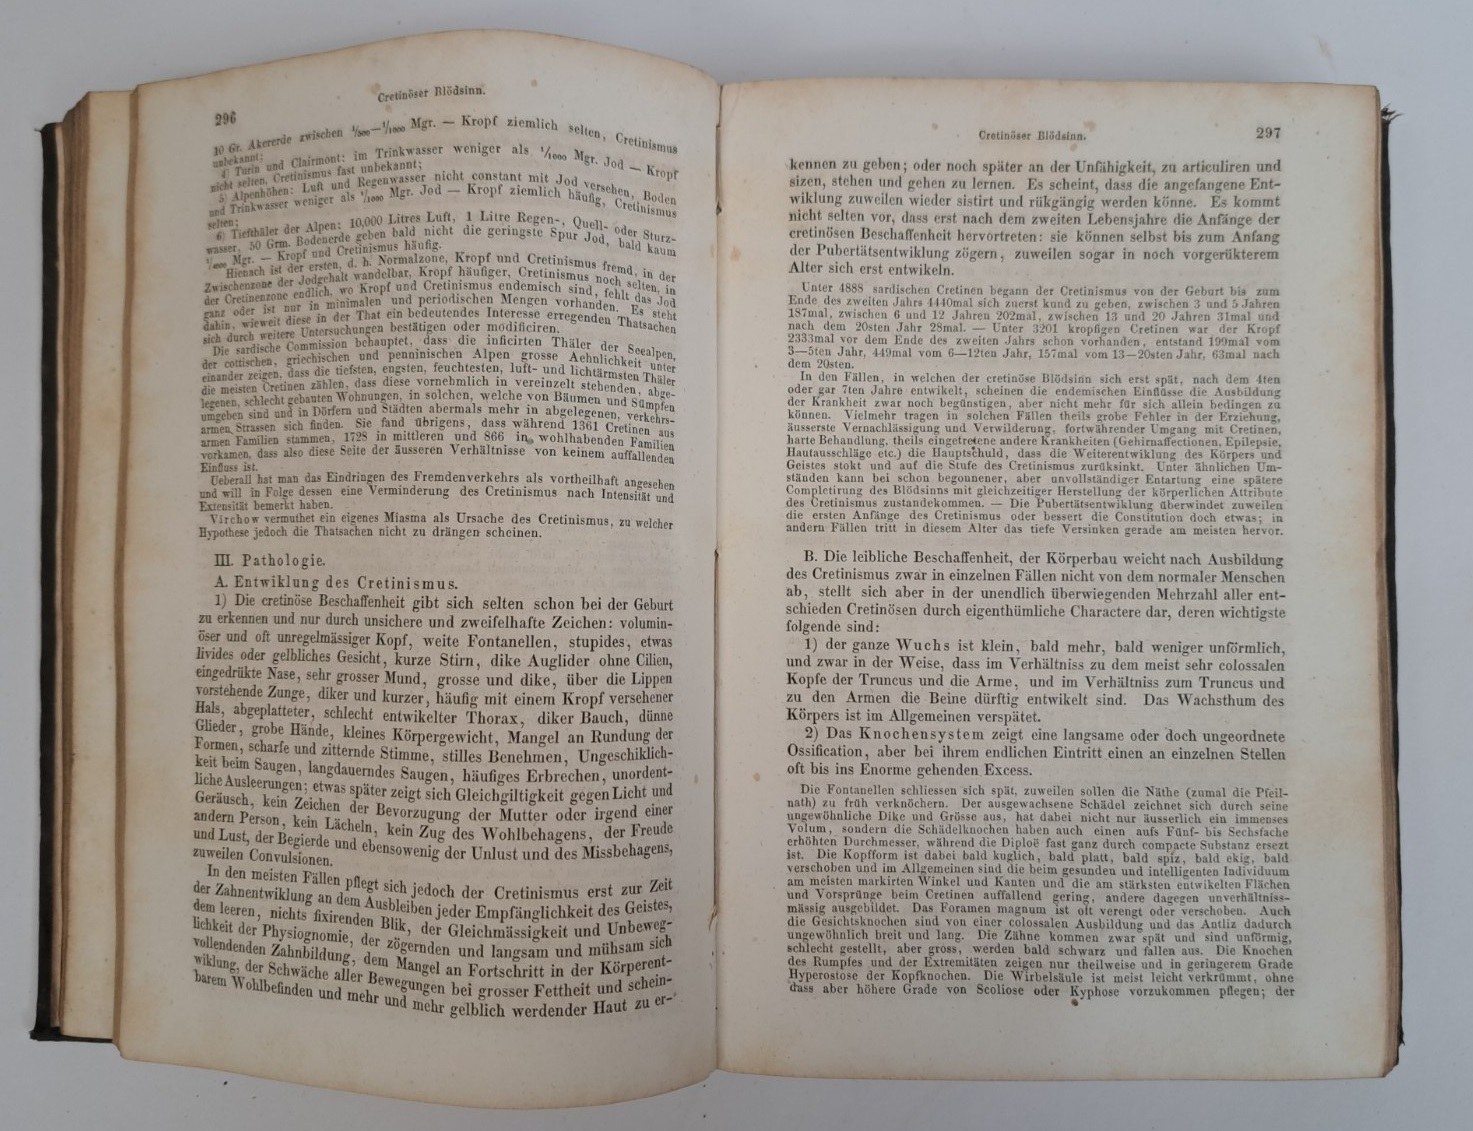 296
Cretinöser Blödsinn.
10 Gr. Akererde zwischen 1/500—1/1000 Mgr. — Kropf ziemlich selten, Cretinismus
unbekannt;
4) Turin und Clairmont: im Trinkwasser weniger als 1/1000 Mgr. Jod — Kropf
nicht selten, Cretinismus fast unbekannt;
5) Alpenhöhen: Luft und Regenwasser nicht constant mit Jod versehen, Boden
und Trinkwasser weniger als 1/1000 Mgr. Jod — Kropf ziemlich häufig, Cretinismus
selten;
6) Tiefthäler der Alpen: 10,000 Litres Luft, 1 Litre Regen-, Quell- oder Sturz-
wasser, 50 Grm. Bodenerde geben bald nicht die geringste Spur Jod, bald kaum
Mgr. — Kropf und Cretinismus häufig.
Hienach ist der ersten, d. h. Normalzone, Kropf und Cretinismus fremd, in der
Zwischenzone der Jodgehalt wandelbar, Kropf häufiger, Cretinismus noch selten, in
der Cretinenzone endlich, wo Kropf und Cretinismus endemisch sind, fehlt das Jod
ganz oder ist nur in minimalen und periodischen Mengen vorhanden. Es steht
dahin, wieweit diese in der That ein bedeutendes Interesse erregenden Thatsachen
sich durch weitere Untersuchungen bestätigen oder modificiren.
Die sardische Commission behauptet, dass die inficirten Thäler der Seealpen,
der cottischen, griechischen und penninischen Alpen grosse Aehnlichkeit unter
einander zeigen, dass die tiefsten, engsten, feuchtesten, luft- und lichtärmsten Thäler
die meisten Cretinen zählen, dass diese vornehmlich in vereinzelt stehenden, abge-
legenen, schlecht gebauten Wohnungen, in solchen, welche von Bäumen und Sümpfen
umgeben sind und in Dörfern und Städten abermals mehr in abgelegenen, verkehrs-
armen Strassen sich finden. Sie fand übrigens, dass während 1361 Cretinen aus
armen Familien stammen, 1728 in mittleren und 866 in wohlhabenden Familien
vorkamen, dass also diese Seite der äusseren Verhältnisse von keinem auffallenden
Einfluss ist.
Ueberall hat man das Eindringen des Fremdenverkehrs als vortheilhaft angesehen
und will in Folge dessen eine Verminderung des Cretinismus nach Intensität und
Extensität bemerkt haben.
Virchow vermuthet ein eigenes Miasma als Ursache des Cretinismus, zu welcher
Hypothese jedoch die Thatsachen nicht zu drängen scheinen.
III. Pathologie.
A. Entwiklung des Cretinismus.
1) Die cretinöse Beschaffenheit gibt sich selten schon bei der Geburt
zu erkennen und nur durch unsichere und zweifelhafte Zeichen: volumin-
öser und oft unregelmässiger Kopf, weite Fontanellen, stupides, etwas
livides oder gelbliches Gesicht, kurze Stirn, dike Auglider ohne Cilien,
eingedrükte Nase, sehr grosser Mund, grosse und dike, über die Lippen
vorstehende Zunge, diker und kurzer, häufig mit einem Kropf versehener
Hals, abgeplatteter, schlecht entwikelter Thorax, diker Bauch, dünne
Glieder, grobe Hände, kleines Körpergewicht, Mangel an Rundung der
Formen, scharfe und zitternde Stimme, stilles Benehmen, Ungeschiklich-
keit beim Saugen, langdauerndes Saugen, häufiges Erbrechen, unordent-
liche Ausleerungen; etwas später zeigt sich Gleichgiltigkeit gegen Licht und
Geräusch, kein Zeichen der Bevorzugung der Mutter oder irgend einer
andern Person, kein Lächeln, kein Zug des Wohlbehagens, der Freude
und Lust, der Begierde und ebensowenig der Unlust und des Missbehagens,
zuweilen Convulsionen.
In den meisten Fällen pflegt sich jedoch der Cretinismus erst zur Zeit
der Zahnentwiklung an dem Ausbleiben jeder Empfänglichkeit des Geistes,
dem leeren, nichts fixirenden Blik, der Gleichmässigkeit und Unbeweg-
lichkeit der Physiognomie, der zögernden und langsam und mühsam sich
vollendenden Zahnbildung, dem Mangel an Fortschritt in der Körperent-
wiklung, der Schwäche aller Bewegungen bei grosser Fettheit und schein-
barem Wohlbefinden und mehr und mehr gelblich werdender Haut zu er-
Cretinöser Blödsinn.
297
kennen zu geben; oder noch später an der Unfähigkeit, zu articuliren und
sizen, stehen und gehen zu lernen. Es scheint, dass die angefangene Ent-
wiklung zuweilen wieder sistirt und rükgängig werden könne. Es kommt
nicht selten vor, dass erst nach dem zweiten Lebensjahre die Anfänge der
cretinösen Beschaffenheit hervortreten: sie können selbst bis zum Anfang
der Pubertätsentwiklung zögern, zuweilen sogar in noch vorgerükterem
Alter sich erst entwikeln.
Unter 4888 sardischen Cretinen begann der Cretinismus von der Geburt bis zum
Ende des zweiten Jahrs 4440mal sich zuerst kund zu geben, zwischen 3 und 5 Jahren
187mal, zwischen 6 und 12 Jahren 202mal, zwischen 13 und 20 Jahren 31mal und
nach dem 20sten Jahr 28mal. — Unter 3201 kropfigen Cretinen war der Kropf
2333mal vor dem Ende des zweiten Jahrs schon vorhanden, entstand 199mal vom
3—5ten Jahr, 449mal vom 6—12ten Jahr, 157mal vom 13—20sten Jahr, 63mal nach
dem 20sten.
In den Fällen, in welchen der cretinöse Blödsinn sich erst spät, nach dem 4ten
oder gar 7ten Jahre entwikelt, scheinen die endemischen Einflüsse die Ausbildung
der Krankheit zwar noch begünstigen, aber nicht mehr für sich allein bedingen zu
können. Vielmehr tragen in solchen Fällen theils grobe Fehler in der Erziehung,
äusserste Vernachlässigung und Verwilderung, fortwährender Umgang mit Cretinen,
harte Behandlung, theils eingetretene andere Krankheiten (Gehirnaffectionen, Epilepsie,
Hautausschläge etc.) die Hauptschuld, dass die Weiterentwiklung des Körpers und
Geistes stokt und auf die Stufe des Cretinismus zurüksinkt. Unter ähnlichen Um-
ständen kann bei schon begonnener, aber unvollständiger Entartung eine spätere
Completirung des Blödsinns mit gleichzeitiger Herstellung der körperlichen Attribute
des Cretinismus zustandekommen. — Die Pubertätsentwiklung überwindet zuweilen
die ersten Anfänge des Cretinismus oder bessert die Constitution doch etwas; in
andern Fällen tritt in diesem Alter das tiefe Versinken gerade am meisten hervor.
B. Die leibliche Beschaffenheit, der Körperbau weicht nach Ausbildung
des Cretinismus zwar in einzelnen Fällen nicht von dem normaler Menschen
ab, stellt sich aber in der unendlich überwiegenden Mehrzahl aller ent-
schieden Cretinösen durch eigenthümliche Charactere dar, deren wichtigste
folgende sind:
1) der ganze Wuchs ist klein, bald mehr, bald weniger unförmlich,
und zwar in der Weise, dass im Verhältniss zu dem meist sehr colossalen
Kopfe der Truncus und die Arme, und im Verhältniss zum Truncus und
zu den Armen die Beine dürftig entwikelt sind. Das Wachsthum des
Körpers ist im Allgemeinen verspätet.
2) Das Knochensystem zeigt eine langsame oder doch ungeordnete
Ossification, aber bei ihrem endlichen Eintritt einen an einzelnen Stellen
oft bis ins Enorme gehenden Excess.
Die Fontanellen schliessen sich spät, zuweilen sollen die Näthe (zumal die Pfeil-
nath) zu früh verknöchern. Der ausgewachsene Schädel zeichnet sich durch seine
ungewöhnliche Dike und Grösse aus, hat dabei nicht nur äusserlich ein immenses
Volum, sondern die Schädelknochen haben auch einen aufs Fünf- bis Sechsfache
erhöhten Durchmesser, während die Diploë fast ganz durch compacte Substanz ersezt
ist. Die Kopfform ist dabei bald kuglich, bald platt, bald spiz, bald ekig, bald
verschoben und im Allgemeinen sind die beim gesunden und intelligenten Individuum
am meisten markirten Winkel und Kanten und die am stärksten entwikelten Flächen
und Vorsprünge beim Cretinen auffallend gering, andere dagegen unverhältniss-
mässig ausgebildet. Das Foramen magnum ist oft verengt oder verschoben. Auch
die Gesichtsknochen sind von einer colossalen Ausbildung und das Antliz dadurch
ungewöhnlich breit und lang. Die Zähne kommen zwar spät und sind unförmig,
schlecht gestellt, aber gross, werden bald schwarz und fallen aus. Die Knochen
des Rumpfes und der Extremitäten zeigen nur theilweise und in geringerem Grade
Hyperostose der Kopfknochen. Die Wirbelsäule ist meist leicht verkrümmt, ohne
dass aber höhere Grade von Scoliose oder Kyphose vorzukommen pflegen; der